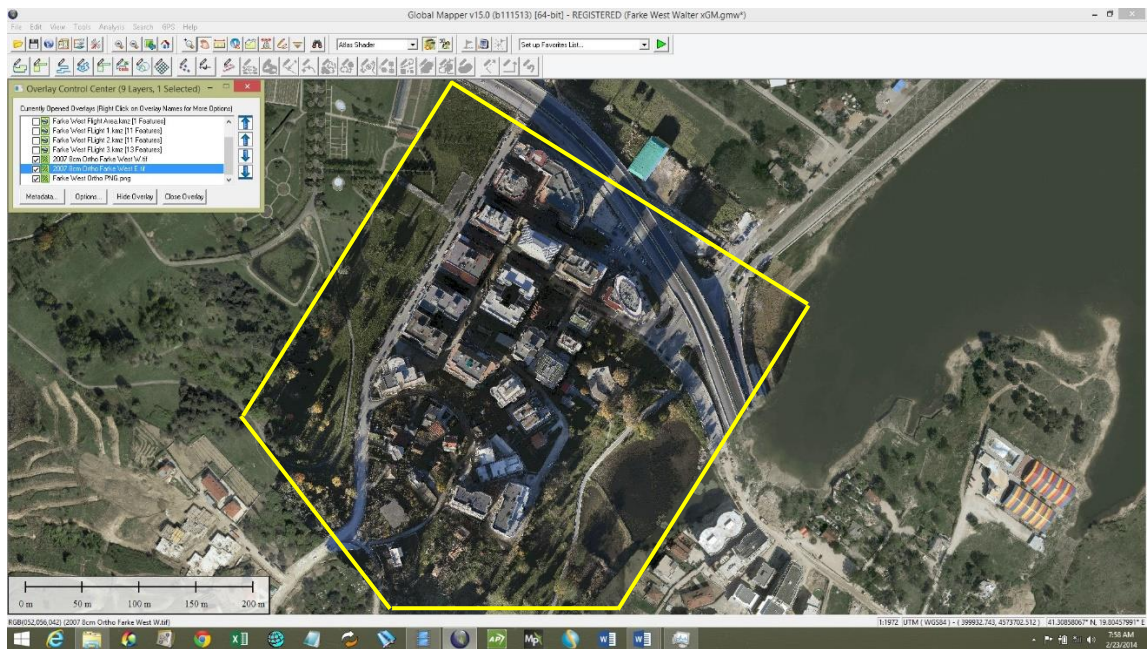 Global Mapper v15.0 (b111513) [64-bit] - REGISTERED (Farke West Walter xGM.gmw*)
File Edit View Tools Analysis Search GPS Help
Atlas Shader
Set up Favorites List...
Overlay Control Center (9 Layers, 1 Selected)
Currently Opened Overlays (Right Click on Overlay Names for More Options)
Farke West Flight Area.kmz [1 Features]
Farke West FLight 1.kmz [11 Features]
Farke West FLight 2.kmz [11 Features]
Farke West FLight 3.kmz [13 Features]
2007 8cm Ortho Farke West W.tif
2007 8cm Ortho Farke West E.tif
Farke West Ortho PNG.png
Metadata... Options... Hide Overlay Close Overlay
0 m 50 m 100 m 150 m 200 m
RGB(052,056,042) (2007 8cm Ortho Farke West W.tif)
1:1972 UTM ( WGS84 ) - ( 399932.743, 4573702.512 ) 41.30858067° N, 19.80457991° E
7:58 AM
2/23/2014